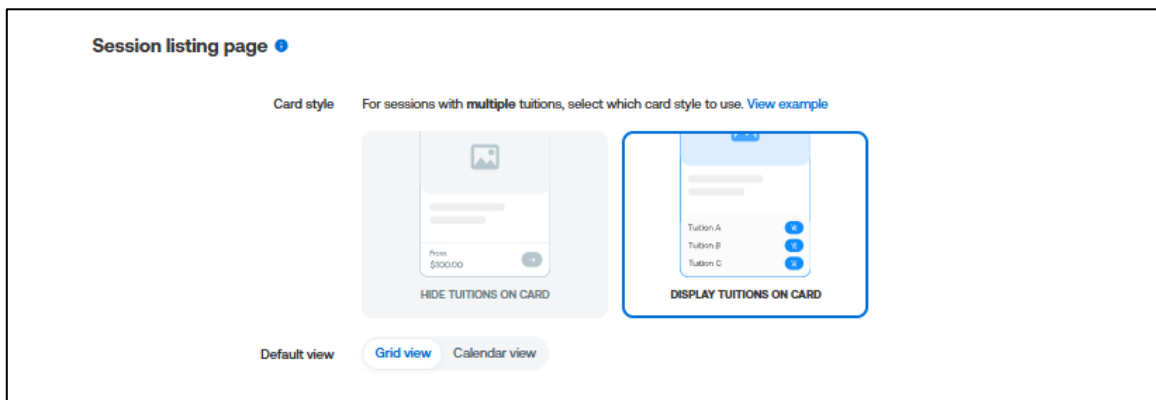 Session listing page
Card style
For sessions with multiple tuitions, select which card style to use. View example
From
$100.00
HIDE TUITIONS ON CARD
Tuition A
Tuition B
Tuition C
DISPLAY TUITIONS ON CARD
Default view
Grid view
Calendar view